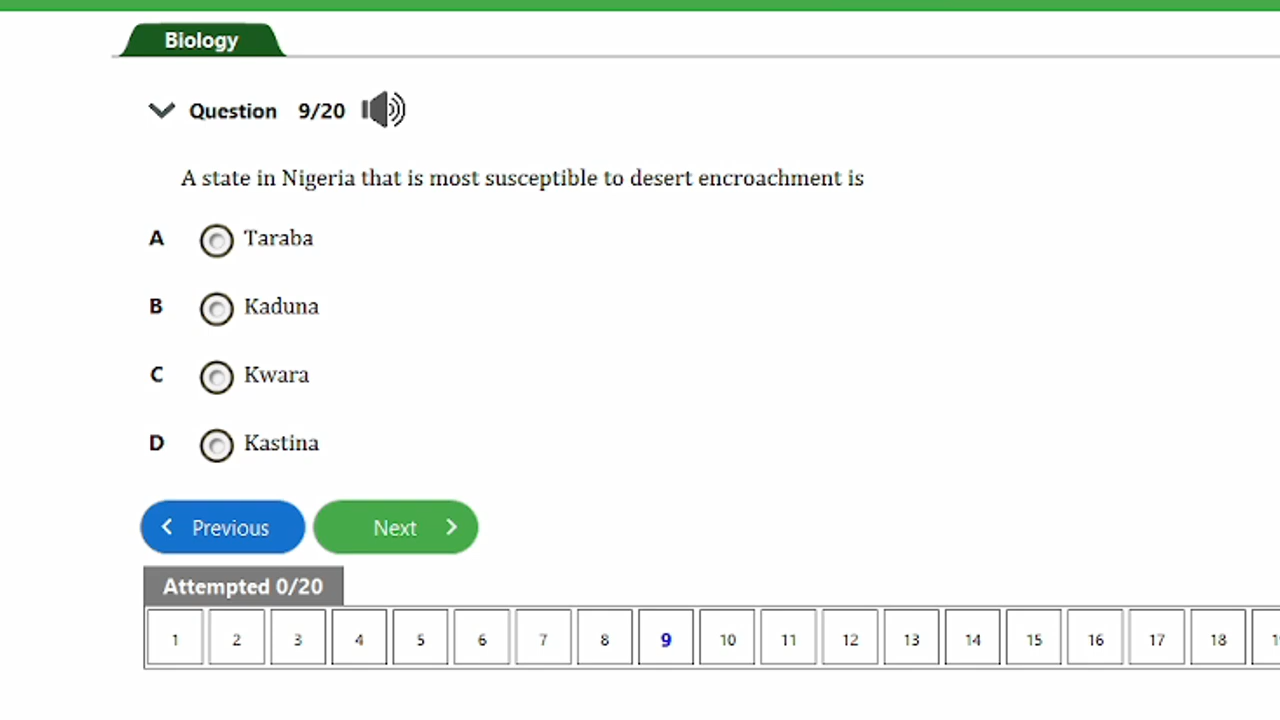 Biology
Question 9/20
A state in Nigeria that is most susceptible to desert encroachment is
A Taraba
B Kaduna
C Kwara
D Kastina
Previous Next
Attempted 0/20
1 2 3 4 5 6 7 8 9 10 11 12 13 14 15 16 17 18